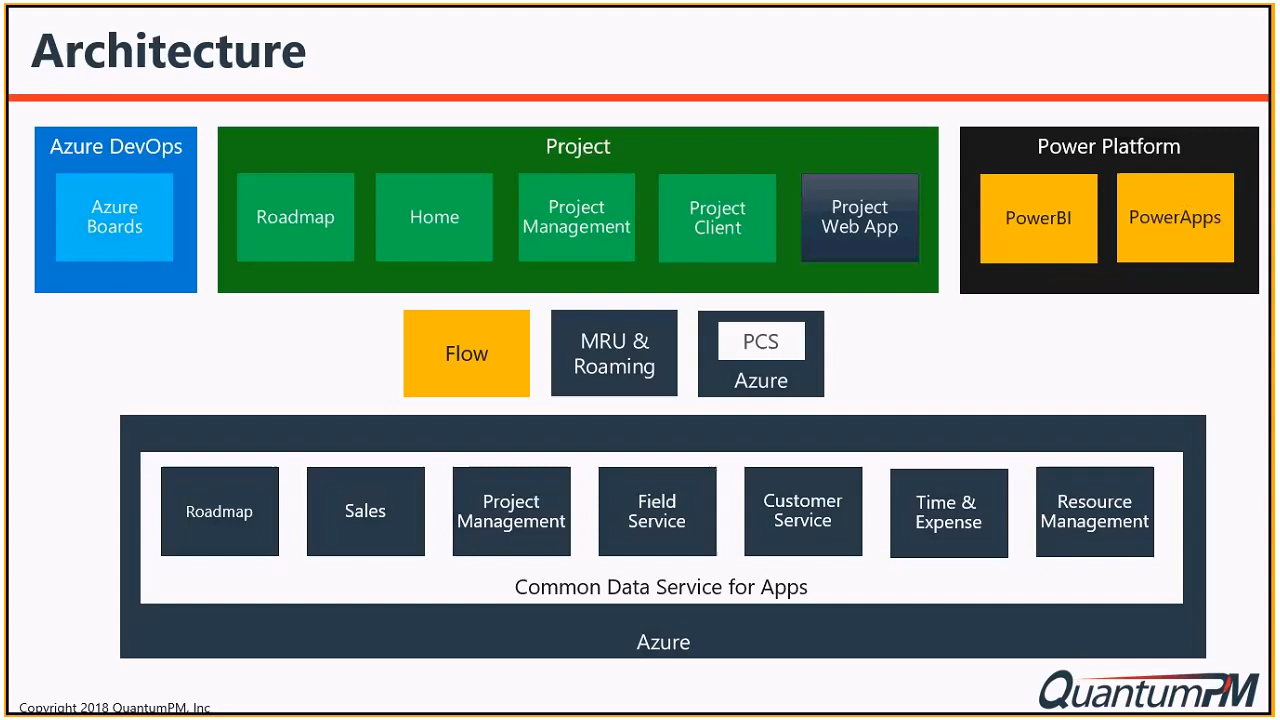 Architecture
Azure DevOps
Azure
Boards
Project
Roadmap
Home
Project
Management
Project
Client
Project
Web App
Power Platform
PowerBI
PowerApps
Flow
MRU &
Roaming
PCS
Azure
Roadmap
Sales
Project
Management
Field
Service
Customer
Service
Time &
Expense
Resource
Management
Common Data Service for Apps
Azure
Copyright 2018 QuantumPM, Inc
QuantumPM